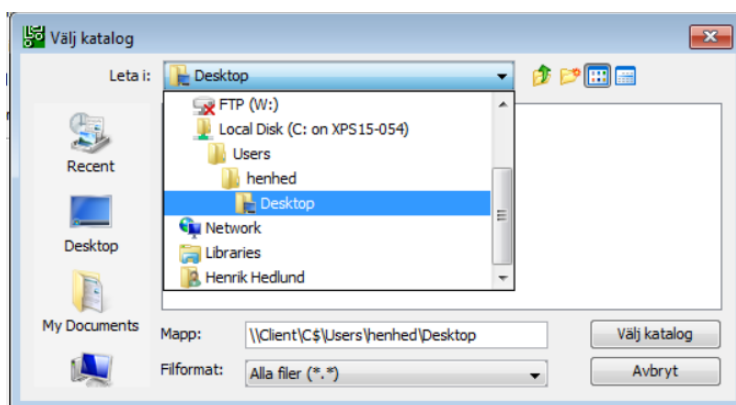 Välj katalog
Leta i:
Desktop
FTP (W:)
Local Disk (C: on XPS15-054)
Users
henhed
Desktop
Network
Libraries
Henrik Hedlund
Recent
Desktop
My Documents
Mapp:
\\Client\C$\Users\henhed\Desktop
Välj katalog
Filformat:
Alla filer (*.*)
Avbryt